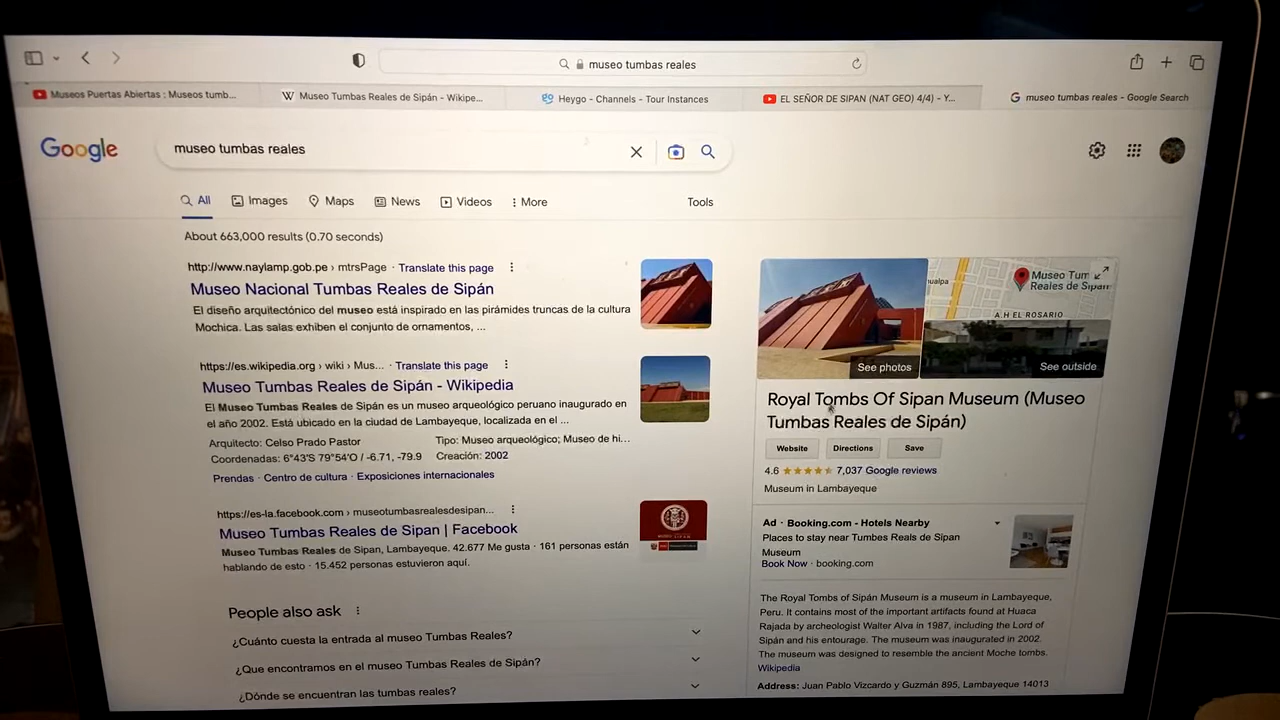 museo tumbas reales
Museos Puertas Abiertas : Museos tumb...
Museo Tumbas Reales de Sipán - Wikipe...
Heygo - Channels - Tour Instances
EL SEÑOR DE SIPAN (NAT GEO) 4/4) - Y...
museo tumbas reales - Google Search
Google
museo tumbas reales
All
Images
Maps
News
Videos
More
Tools
About 663,000 results (0.70 seconds)
http://www.naylamp.gob.pe › mtrsPage · Translate this page
Museo Nacional Tumbas Reales de Sipán
El diseño arquitectónico del museo está inspirado en las pirámides truncas de la cultura
Mochica. Las salas exhiben el conjunto de ornamentos, ...
https://es.wikipedia.org › wiki › Mus... · Translate this page
Museo Tumbas Reales de Sipán - Wikipedia
El Museo Tumbas Reales de Sipán es un museo arqueológico peruano inaugurado en
el año 2002. Está ubicado en la ciudad de Lambayeque, localizada en el ...
Arquitecto: Celso Prado Pastor
Tipo: Museo arqueológico; Museo de hi...
Coordenadas: 6°43′S 79°54′O / -6.71, -79.9
Creación: 2002
Prendas · Centro de cultura · Exposiciones internacionales
https://es-la.facebook.com › museotumbasrealesdesipan...
Museo Tumbas Reales de Sipan | Facebook
Museo Tumbas Reales de Sipan, Lambayeque. 42.677 Me gusta · 161 personas están
hablando de esto · 15.452 personas estuvieron aquí.
People also ask
¿Cuánto cuesta la entrada al museo Tumbas Reales?
¿Que encontramos en el museo Tumbas Reales de Sipán?
¿Dónde se encuentran las tumbas reales?
ualpa
Museo Tum
Reales de Sipán
A.H EL ROSARIO
See photos
See outside
Royal Tombs Of Sipan Museum (Museo
Tumbas Reales de Sipán)
Website
Directions
Save
4.6
7,037 Google reviews
Museum in Lambayeque
Ad · Booking.com - Hotels Nearby
Places to stay near Tumbes Reals de Sipan
Museum
Book Now · booking.com
The Royal Tombs of Sipán Museum is a museum in Lambayeque,
Peru. It contains most of the important artifacts found at Huaca
Rajada by archeologist Walter Alva in 1987, including the Lord of
Sipán and his entourage. The museum was inaugurated in 2002.
The museum was designed to resemble the ancient Moche tombs.
Wikipedia
Address: Juan Pablo Vizcardo y Guzmán 895, Lambayeque 14013